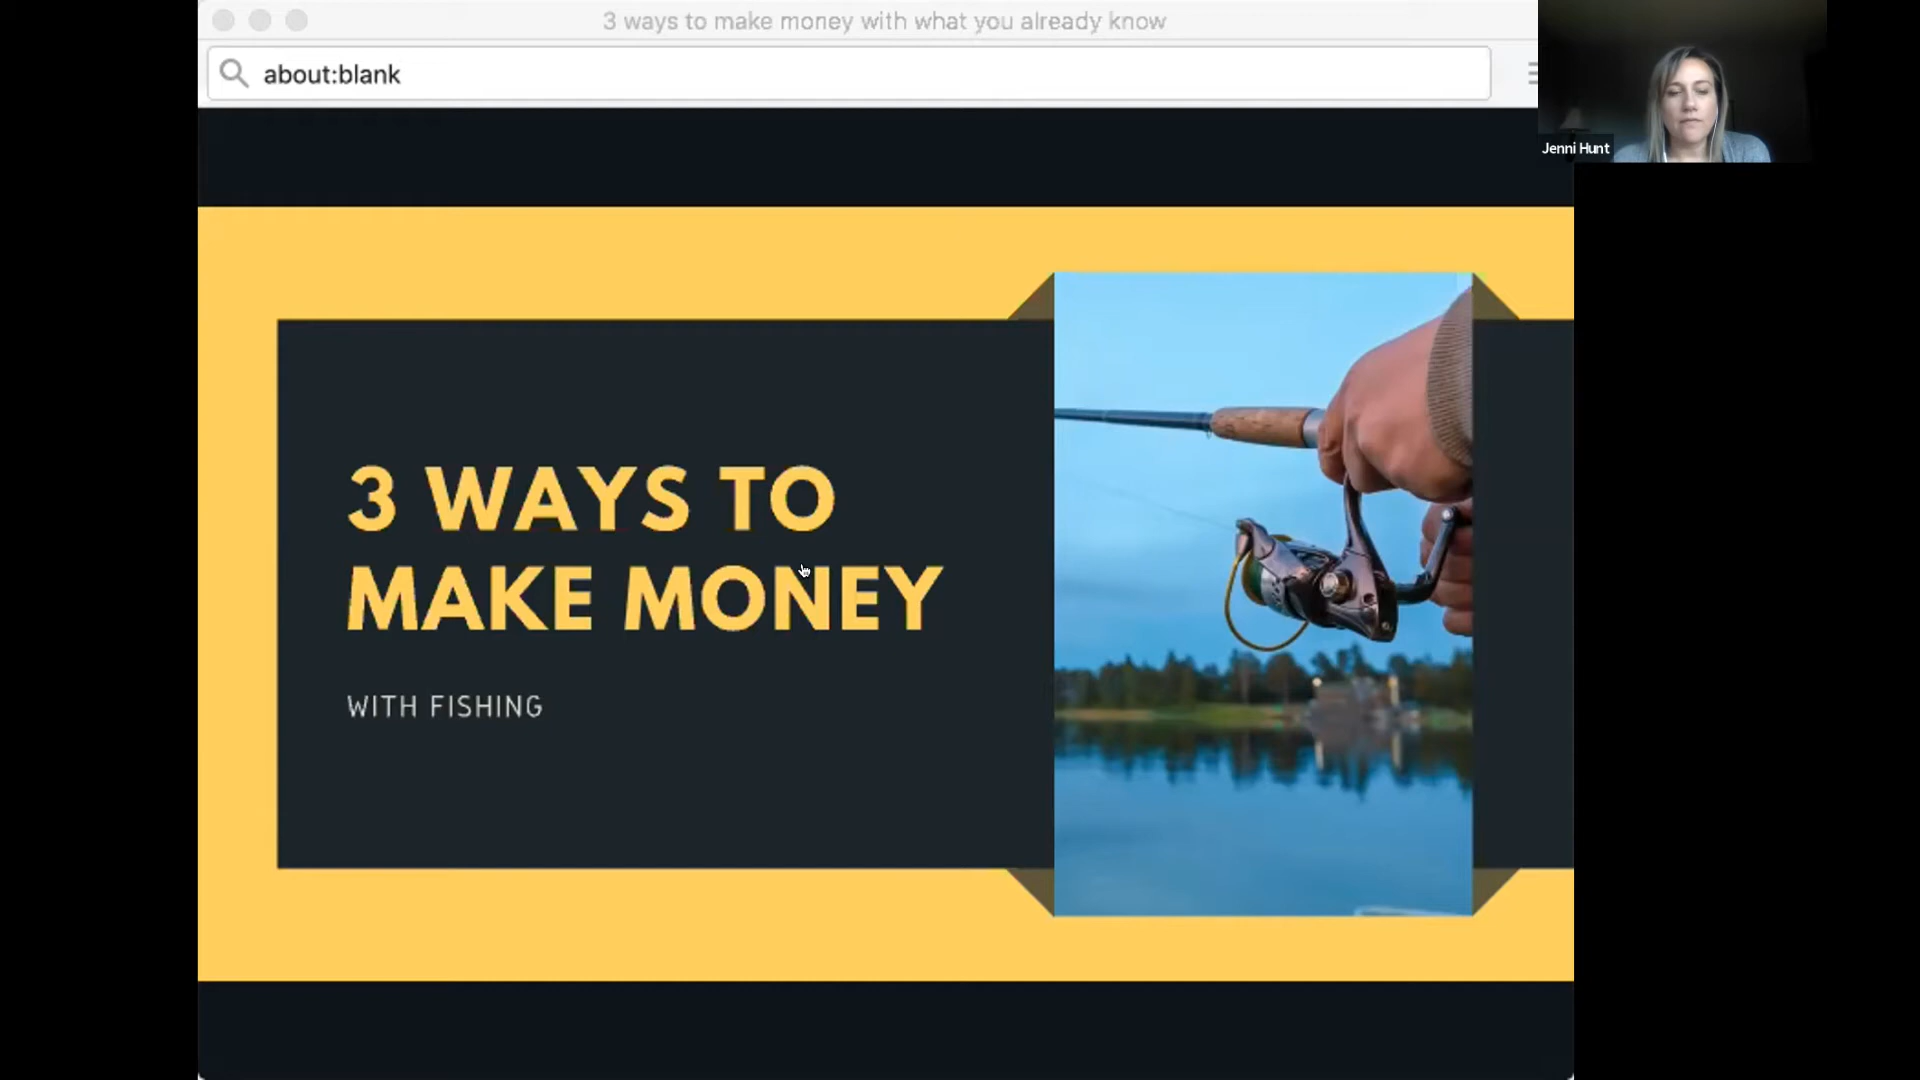 3 ways to make money with what you already know
about:blank
Jenni Hunt
3 WAYS TO
MAKE MONEY
WITH FISHING